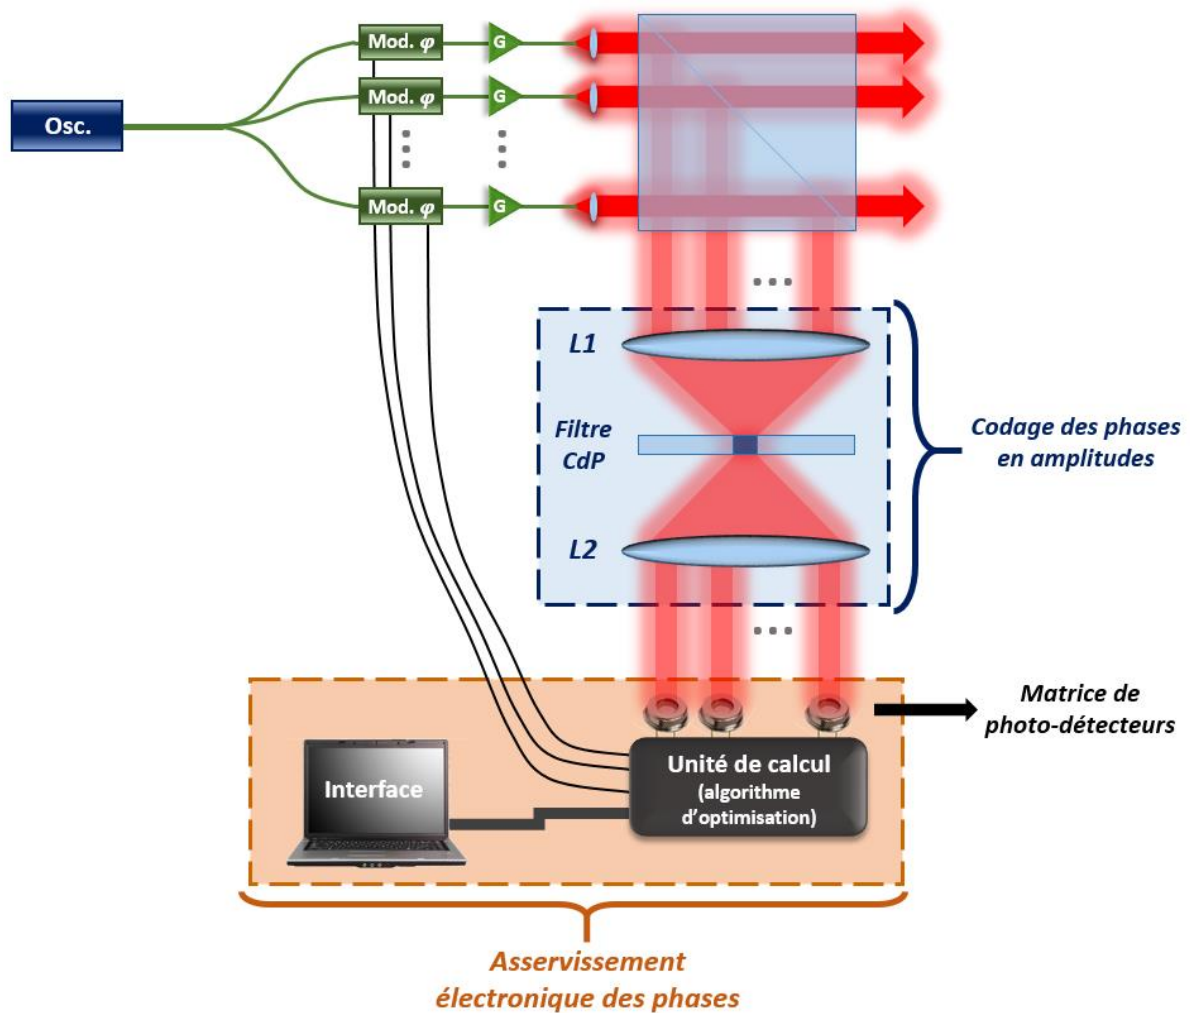 Mod. φ
G
Mod. φ
G
Osc.
Mod. φ
G
L1
Filtre
CdP
Codage des phases
en amplitudes
L2
Matrice de
photo-détecteurs
Interface
Unité de calcul
(algorithme
d'optimisation)
Asservissement
électronique des phases